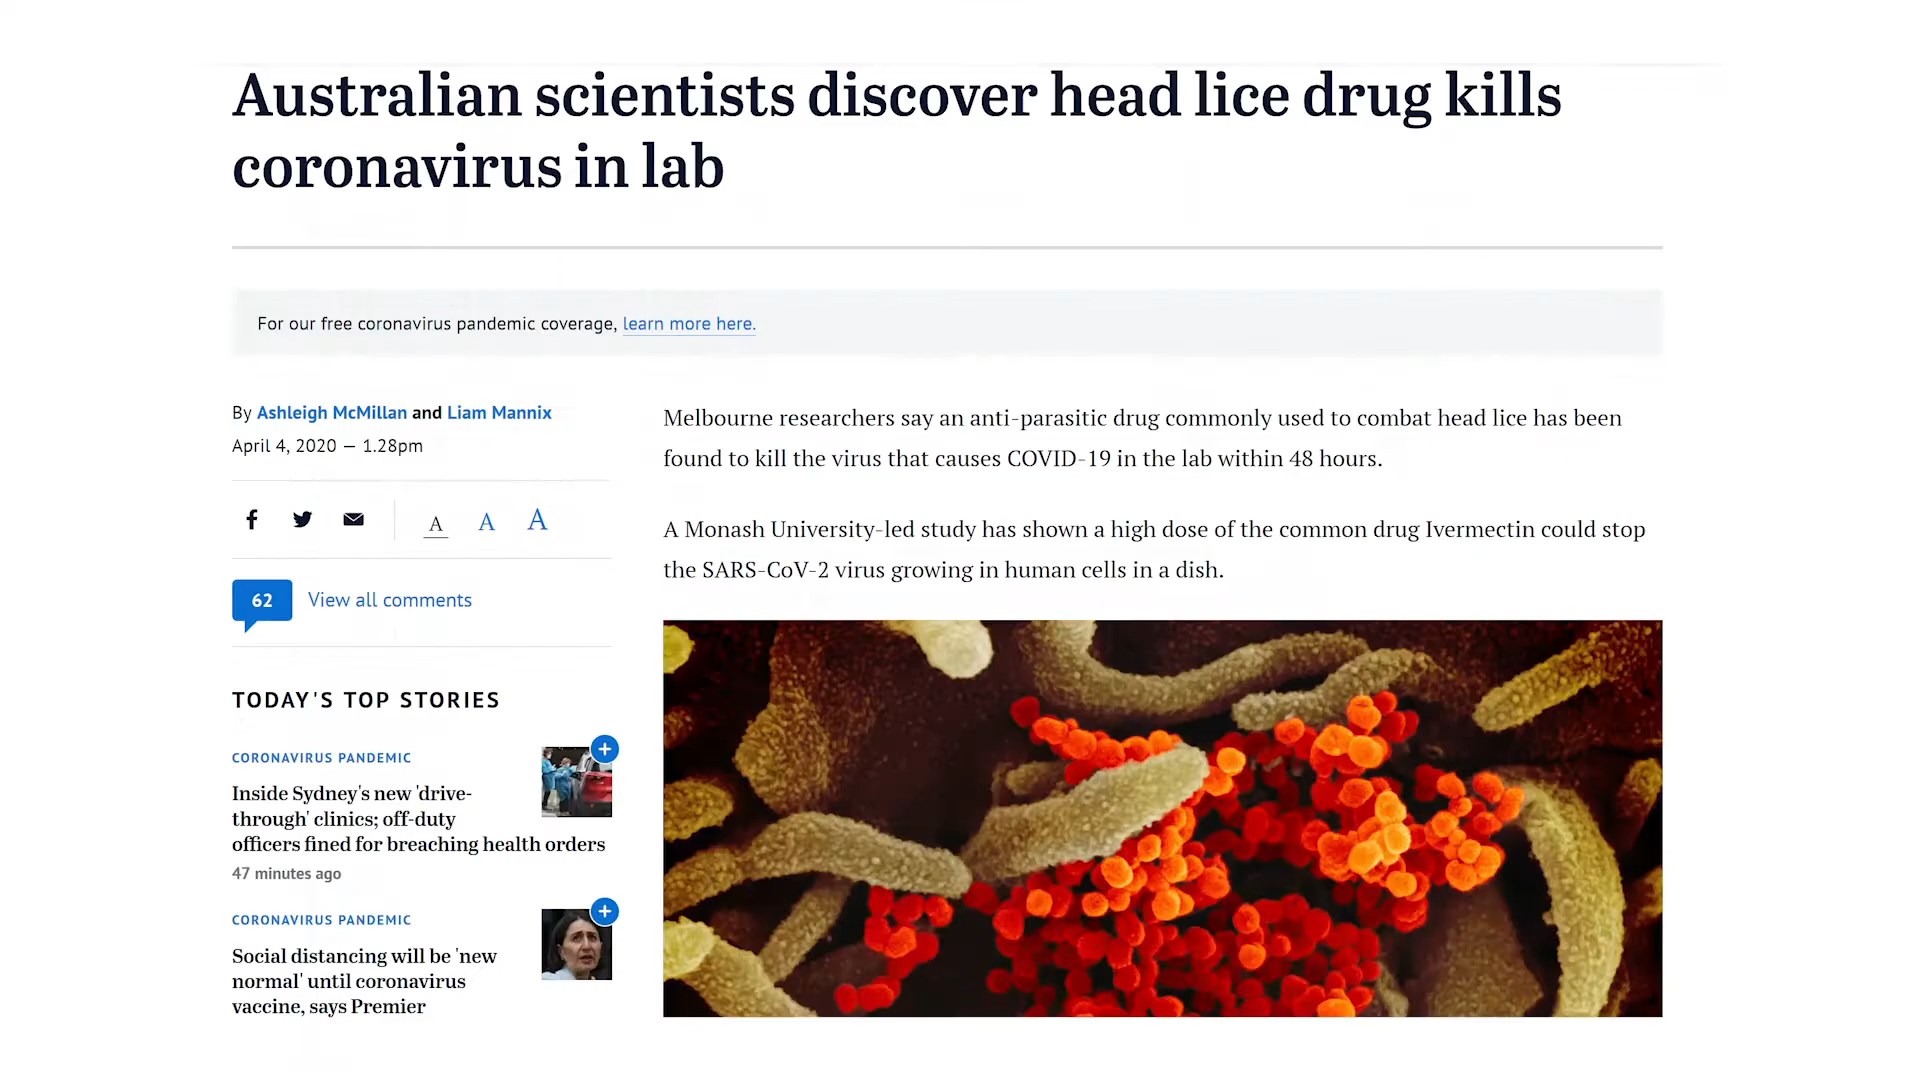 Australian scientists discover head lice drug kills
coronavirus in lab
For our free coronavirus pandemic coverage, learn more here.
By Ashleigh McMillan and Liam Mannix
April 4, 2020 — 1.28pm
A A A
62 View all comments
TODAY'S TOP STORIES
CORONAVIRUS PANDEMIC
Inside Sydney's new 'drive-
through' clinics; off-duty
officers fined for breaching health orders
47 minutes ago
CORONAVIRUS PANDEMIC
Social distancing will be 'new
normal' until coronavirus
vaccine, says Premier
Melbourne researchers say an anti-parasitic drug commonly used to combat head lice has been
found to kill the virus that causes COVID-19 in the lab within 48 hours.
A Monash University-led study has shown a high dose of the common drug Ivermectin could stop
the SARS-CoV-2 virus growing in human cells in a dish.